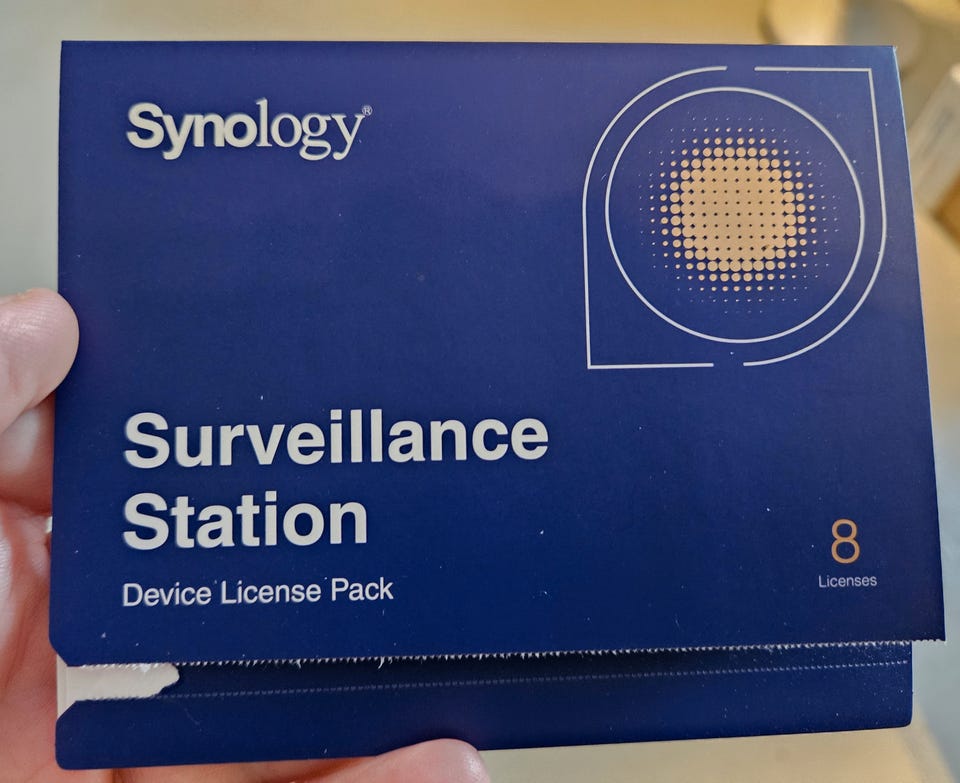 Synology®
Surveillance
Station
Device License Pack
8
Licenses